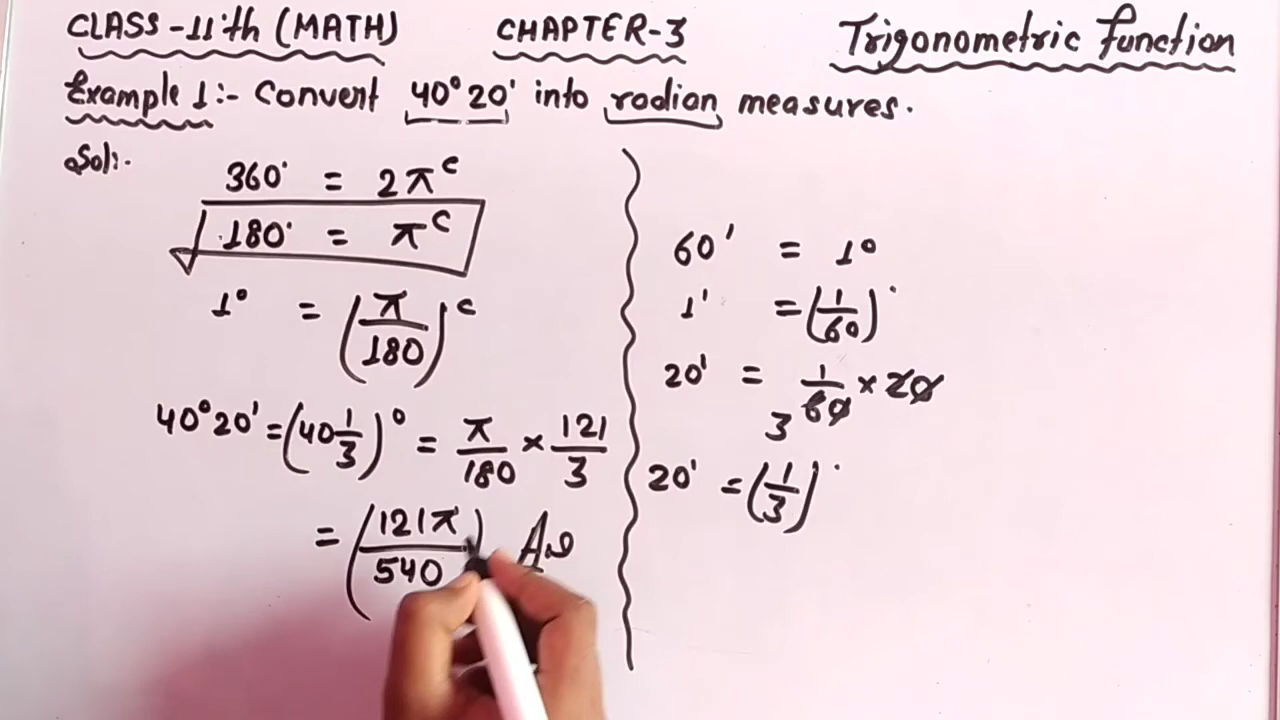 CLASS-11th (MATH) CHAPTER-3 Trigonometric Function
Example 1:- Convert 40°20' into radian measures.
Sol:-
360° = 2π^c
180° = π^c
1° = (π/180)^c
40°20' = (40 1/3)° = π/180 × 121/3
= (121π/540) Ans
60' = 1°
1' = (1/60)°
20' = 1/60 × 20
3
20' = (1/3)°